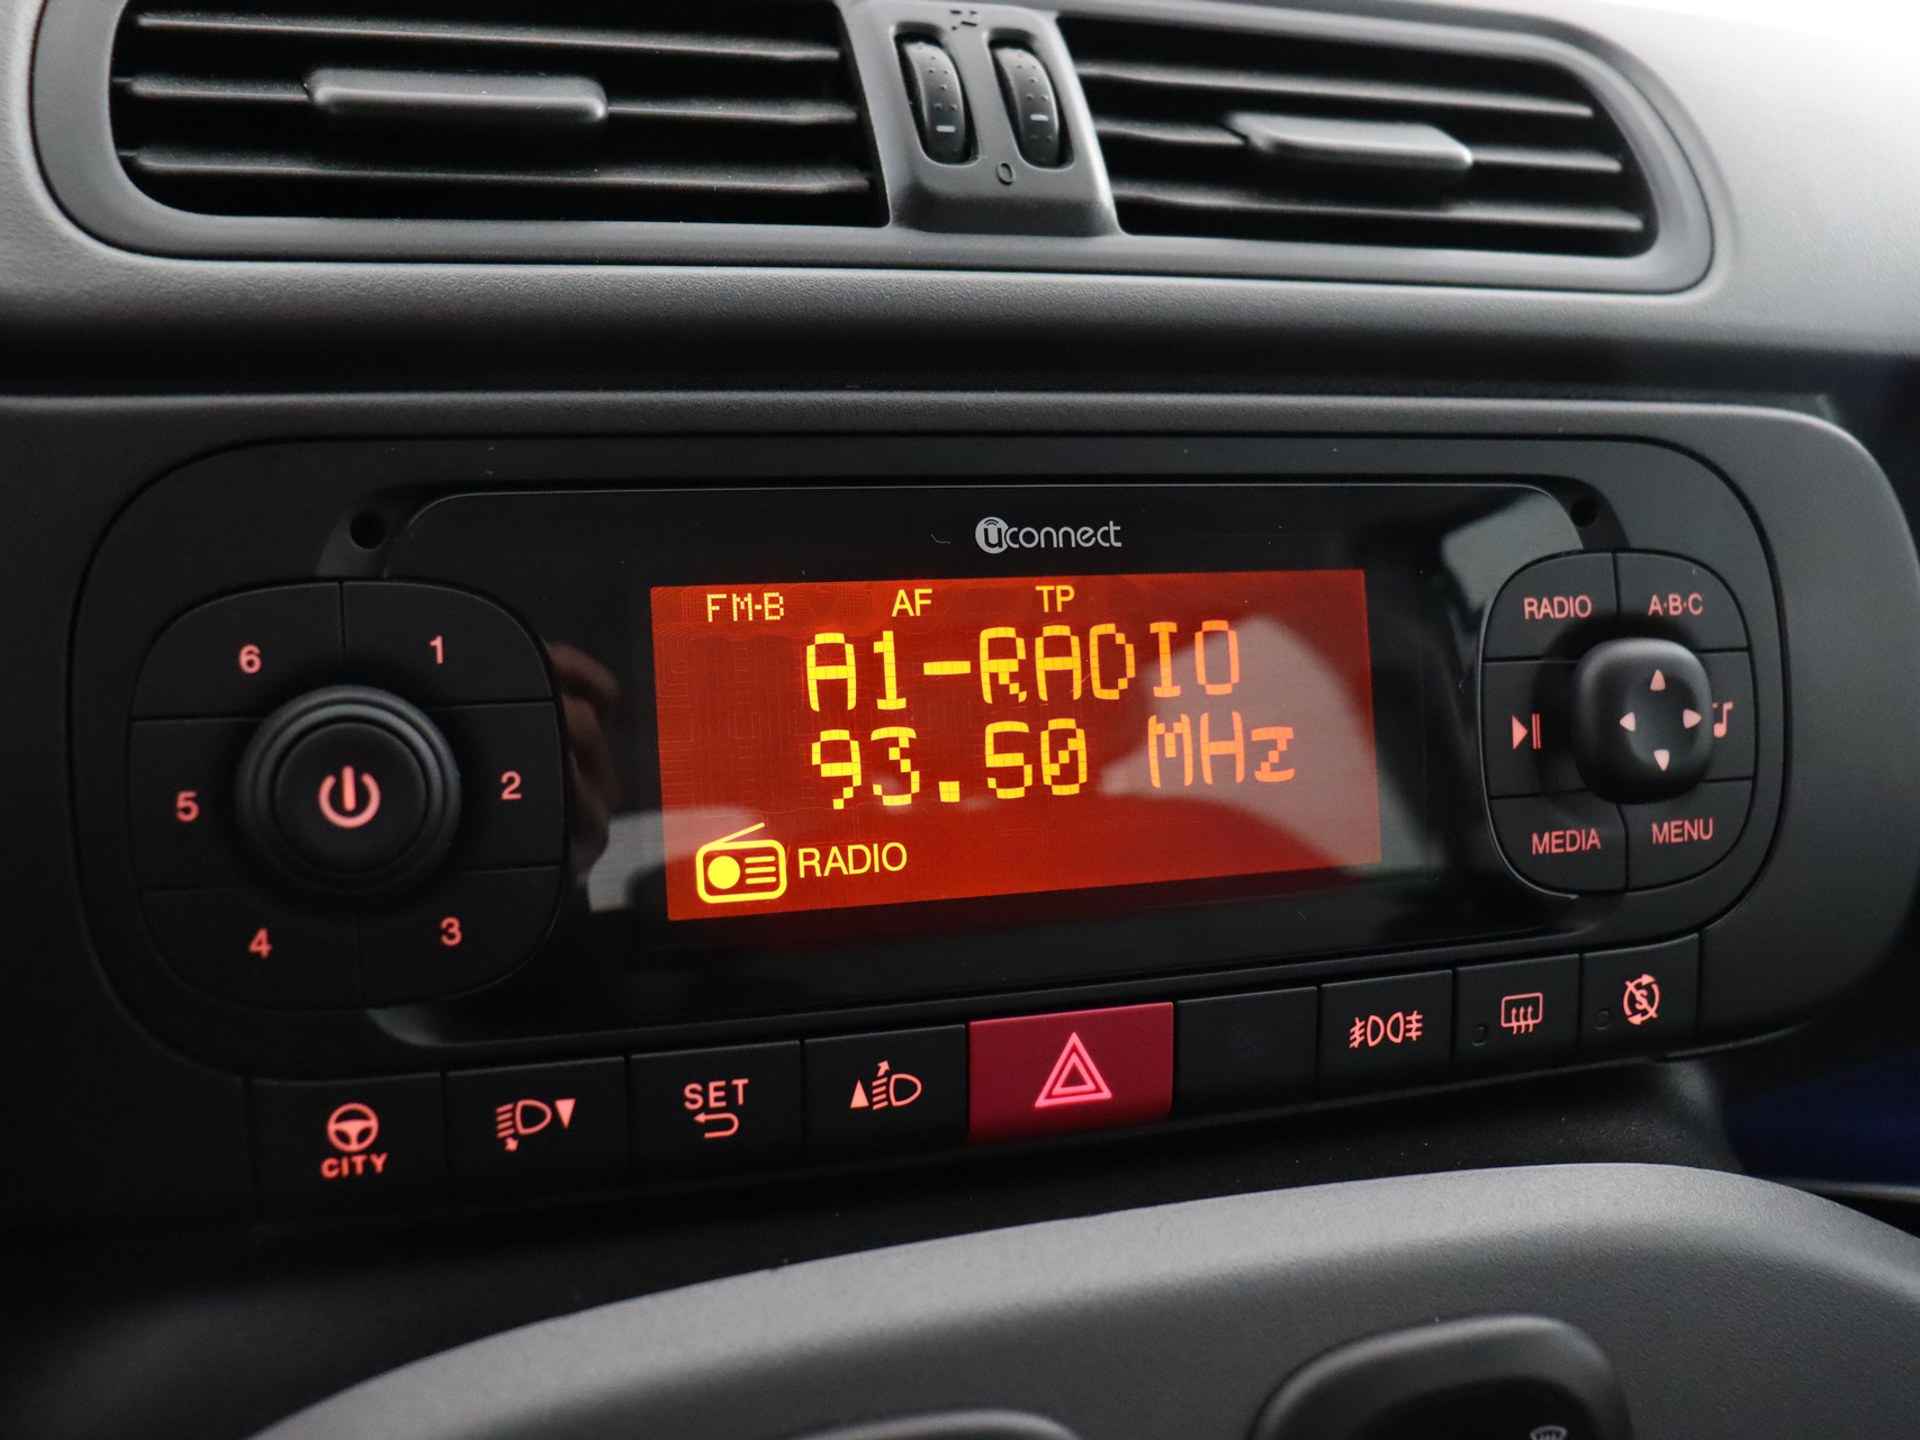 uconnect
FM-B AF TP
A1-RADIO
93.50 MHz
RADIO
6 1
5 2
4 3
RADIO A·B·C
MEDIA MENU
CITY
SET
O